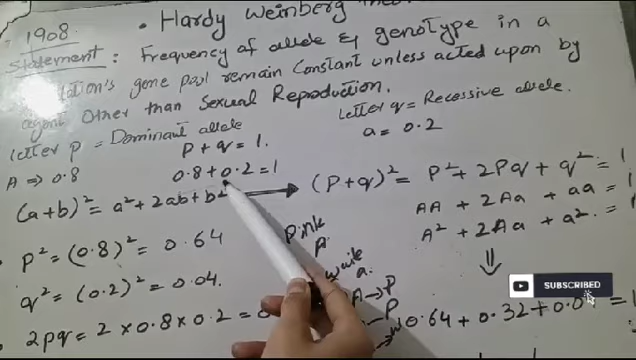 1908.
• Hardy Weinberg
Statement: Frequency of allele & genotype in a
gene pool remain Constant unless acted upon by
agent Other than Sexual Reproduction.
letter p = Dominant allele
Letter q = Recessive allele.
P + q = 1.
a = 0.2
A => 0.8
0.8 + 0.2 = 1
(a+b)² = a² + 2ab + b² → (P+q)² = P² + 2Pq + q² = 1
AA + 2Aa + aa = 1
A² + 2Aa + a² = 1
P² = (0.8)² = 0.64
Pink
A
q² = (0.2)² = 0.04.
a.
SUBSCRIBED
A → P
2pq = 2 × 0.8 × 0.2 =
0.64 + 0.32 + 0.0 = 1